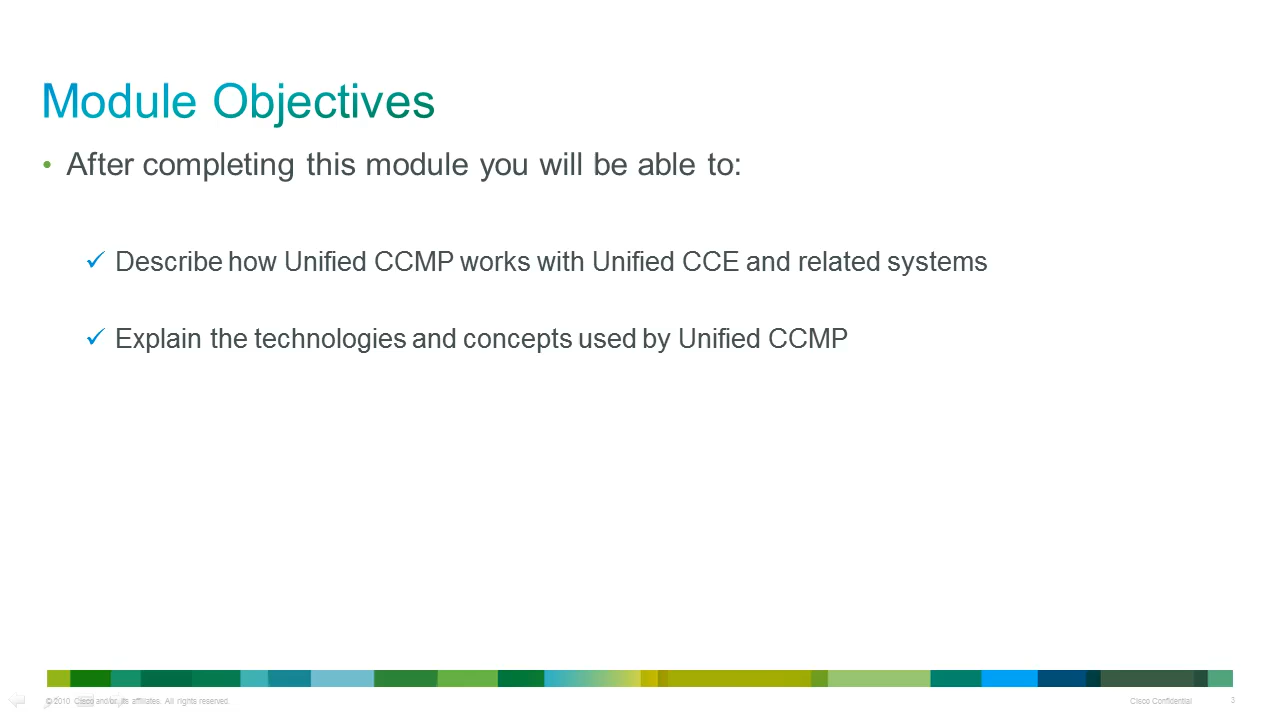 Module Objectives
• After completing this module you will be able to:
✓ Describe how Unified CCMP works with Unified CCE and related systems
✓ Explain the technologies and concepts used by Unified CCMP
© 2010 Cisco and/or its affiliates. All rights reserved.
Cisco Confidential
3